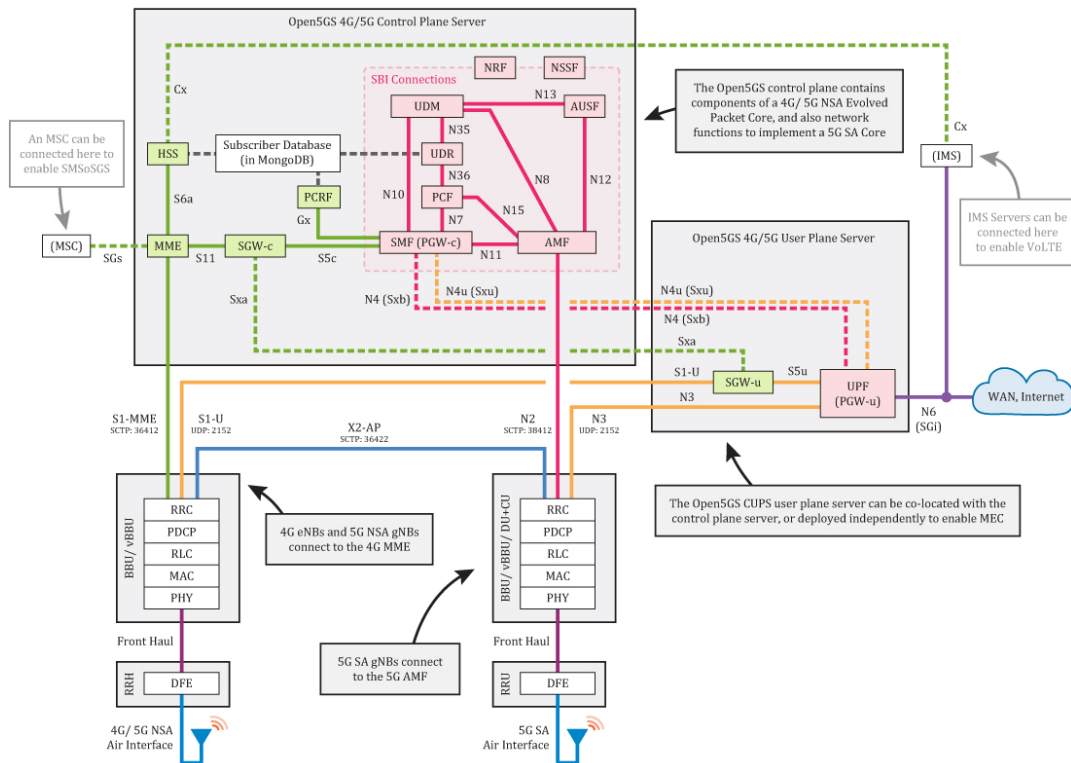 Open5GS 4G/5G Control Plane Server
SBI Connections
NRF
NSSF
Cx
N13
UDM
AUSF
The Open5GS control plane contains
components of a 4G/ 5G NSA Evolved
Packet Core, and also network
functions to implement a 5G SA Core
An MSC can be
connected here to
enable SMSoSGS
N35
Cx
HSS
Subscriber Database
(in MongoDB)
UDR
(IMS)
N36
N8
S6a
PCRF
N10
PCF
N12
Gx
N7
N15
IMS Servers can be
connected here
to enable VoLTE
(MSC)
SGs
MME
S11
SGW-c
S5c
SMF (PGW-c)
N11
AMF
Open5GS 4G/5G User Plane Server
Sxa
N4 (Sxb)
N4u (Sxu)
N4u (Sxu)
N4 (Sxb)
Sxa
S1-U
SGW-u
S5u
UPF
(PGW-u)
N3
WAN, Internet
N6
(SGi)
S1-MME
SCTP: 36412
S1-U
UDP: 2152
X2-AP
SCTP: 36422
N2
SCTP: 38412
N3
UDP: 2152
BBU/ vBBU
RRC
PDCP
RLC
MAC
PHY
4G eNBs and 5G NSA gNBs
connect to the 4G MME
BBU/ vBBU/ DU+CU
RRC
PDCP
RLC
MAC
PHY
The Open5GS CUPS user plane server can be co-located with the
control plane server, or deployed independently to enable MEC
Front Haul
5G SA gNBs connect
to the 5G AMF
Front Haul
RRH
DFE
RRU
DFE
4G/ 5G NSA
Air Interface
5G SA
Air Interface